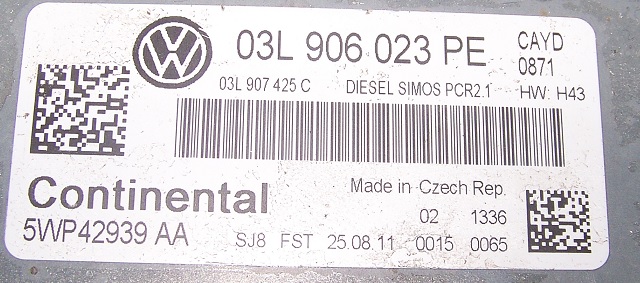 03L 906 023 PE CAYD
0871
03L 907 425 C DIESEL SIMOS PCR2.1 HW: H43
Continental Made in Czech Rep.
02 1336
5WP42939 AA SJ8 FST 25.08.11 0015 0065